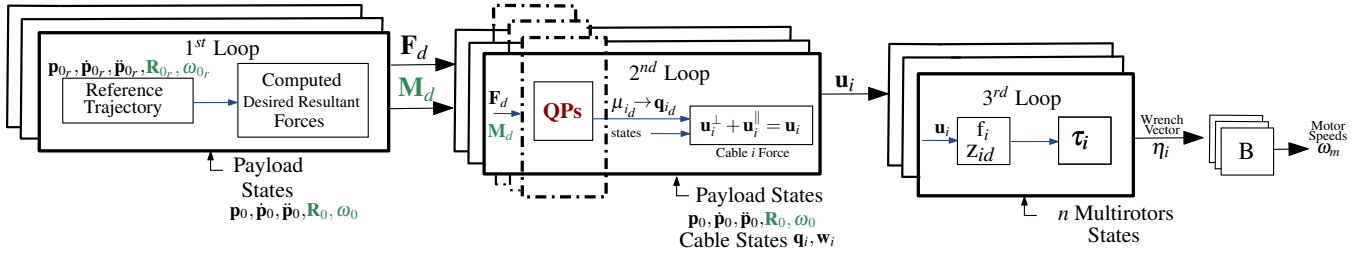 1st Loop
p0r, ṗ0r, p̈0r, R0r, ω0r
Reference
Trajectory
Computed
Desired Resultant
Forces
Payload
States
p0, ṗ0, p̈0, R0, ω0
Fd
Md
2nd Loop
Fd
Md
QPs
μid → qid
states
ui⊥ + ui∥ = ui
Cable i Force
Payload States
p0, ṗ0, p̈0, R0, ω0
Cable States qi, wi
ui
3rd Loop
ui
fi
zid
τi
n Multirotors
States
Wrench
Vector
ηi
B
Motor
Speeds
ωm